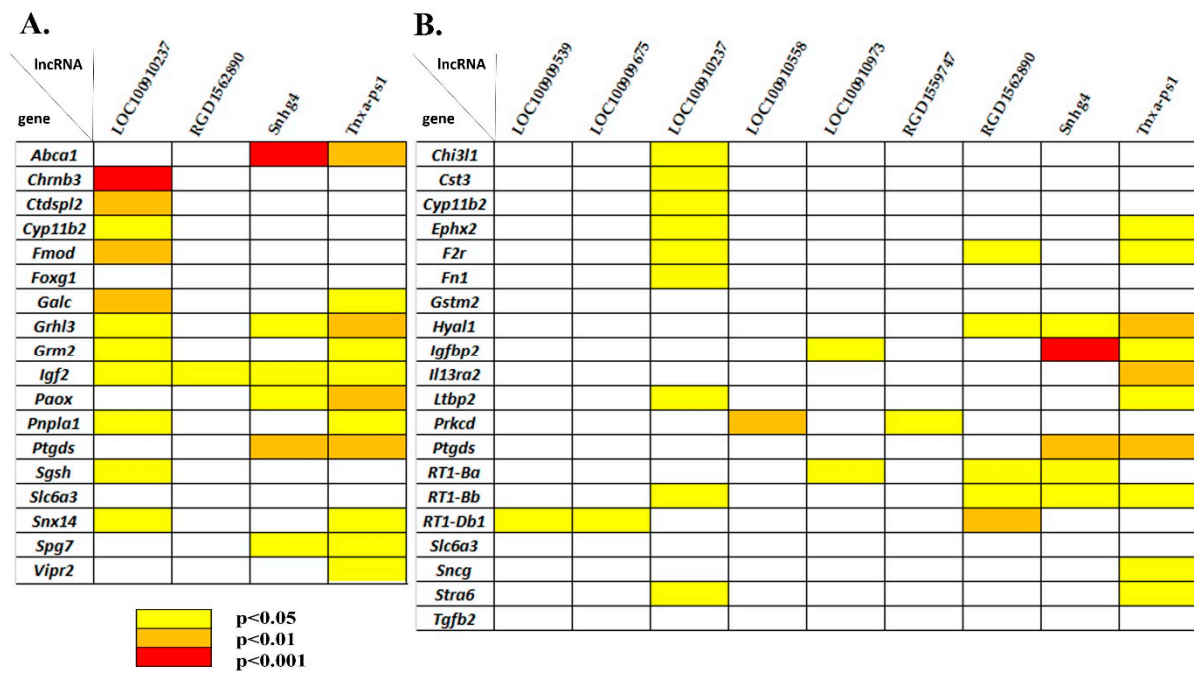 A.
lncRNA
gene
LOC100910237
RGD1562890
Snhg4
Tnxa-ps1
Abca1
Chrnb3
Ctdspl2
Cyp11b2
Fmod
Foxg1
Galc
Grhl3
Grm2
Igf2
Paox
Pnpla1
Ptgds
Sgsh
Slc6a3
Snx14
Spg7
Vipr2
p<0.05
p<0.01
p<0.001
B.
lncRNA
gene
LOC100909539
LOC100909675
LOC100910237
LOC100910558
LOC100910973
RGD1559747
RGD1562890
Snhg4
Tnxa-ps1
Chi3l1
Cst3
Cyp11b2
Ephx2
F2r
Fn1
Gstm2
Hyal1
Igfbp2
Il13ra2
Ltbp2
Prkcd
Ptgds
RT1-Ba
RT1-Bb
RT1-Db1
Slc6a3
Sncg
Stra6
Tgfb2